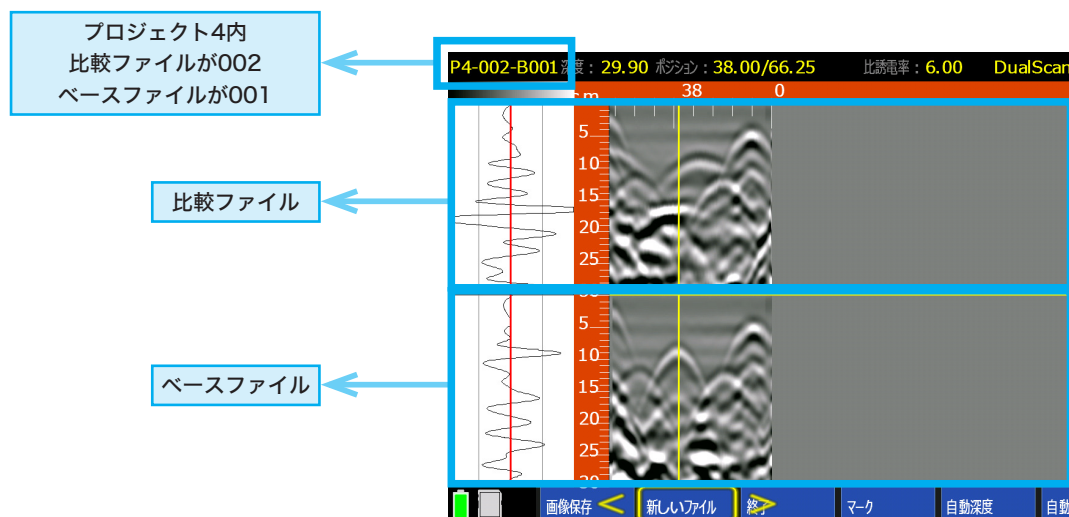 プロジェクト4内
比較ファイルが002
ベースファイルが001
P4-002-B001 深度：29.90 ポジション：38.00/66.25 比誘電率：6.00 DualScan
cm 38 0
5
10
15
20
25
30
比較ファイル
5
10
15
20
25
30
ベースファイル
画像保存 < 新しいファイル > 終了 マーク 自動深度 自動